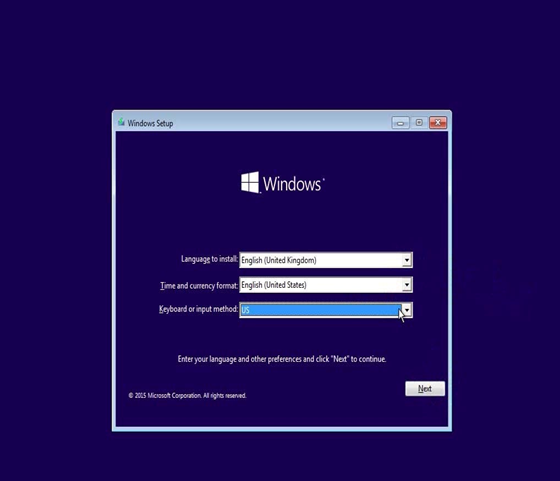 Windows Setup
Windows
Language to install: English (United Kingdom)
Time and currency format: English (United States)
Keyboard or input method: US
Enter your language and other preferences and click "Next" to continue.
Next
© 2015 Microsoft Corporation. All rights reserved.